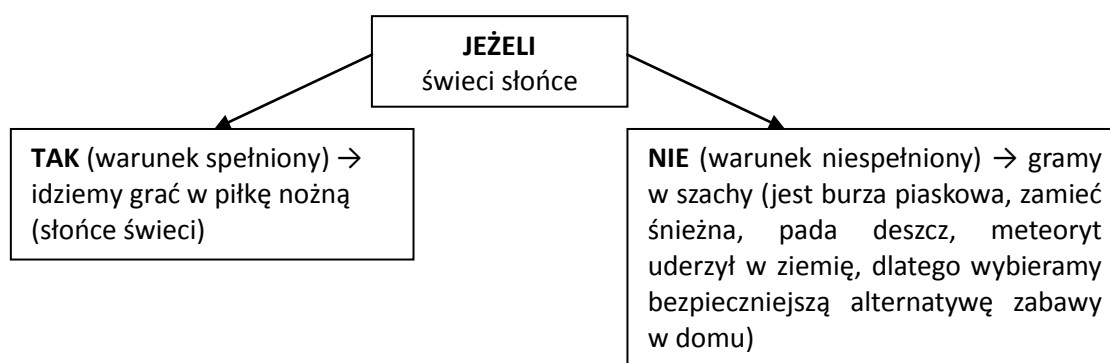 JEŻELI
świeci słońce
TAK (warunek spełniony) →
idziemy grać w piłkę nożną
(słońce świeci)
NIE (warunek niespełniony) → gramy
w szachy (jest burza piaskowa, zamieć
śnieżna, pada deszcz, meteoryt
uderzył w ziemię, dlatego wybieramy
bezpieczniejszą alternatywę zabawy
w domu)